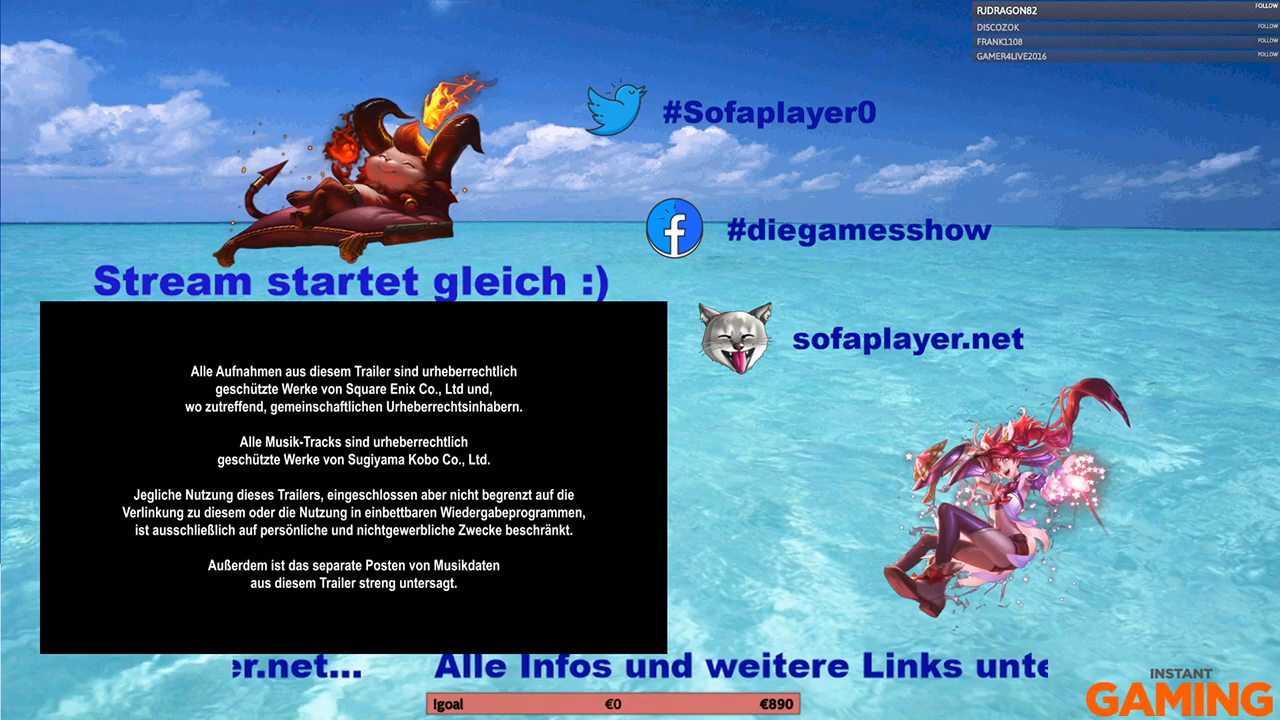 RJDRAGON82 FOLLOW
DISCOZOK FOLLOW
FRANK1108 FOLLOW
GAMER4LIVE2016 FOLLOW
#Sofaplayer0
#diegamesshow
Stream startet gleich :)
sofaplayer.net
Alle Aufnahmen aus diesem Trailer sind urheberrechtlich
geschützte Werke von Square Enix Co., Ltd und,
wo zutreffend, gemeinschaftlichen Urheberrechtsinhabern.
Alle Musik-Tracks sind urheberrechtlich
geschützte Werke von Sugiyama Kobo Co., Ltd.
Jegliche Nutzung dieses Trailers, eingeschlossen aber nicht begrenzt auf die
Verlinkung zu diesem oder die Nutzung in einbettbaren Wiedergabeprogrammen,
ist ausschließlich auf persönliche und nichtgewerbliche Zwecke beschränkt.
Außerdem ist das separate Posten von Musikdaten
aus diesem Trailer streng untersagt.
er.net... Alle Infos und weitere Links unte
lgoal €0 €890
INSTANT
GAMING